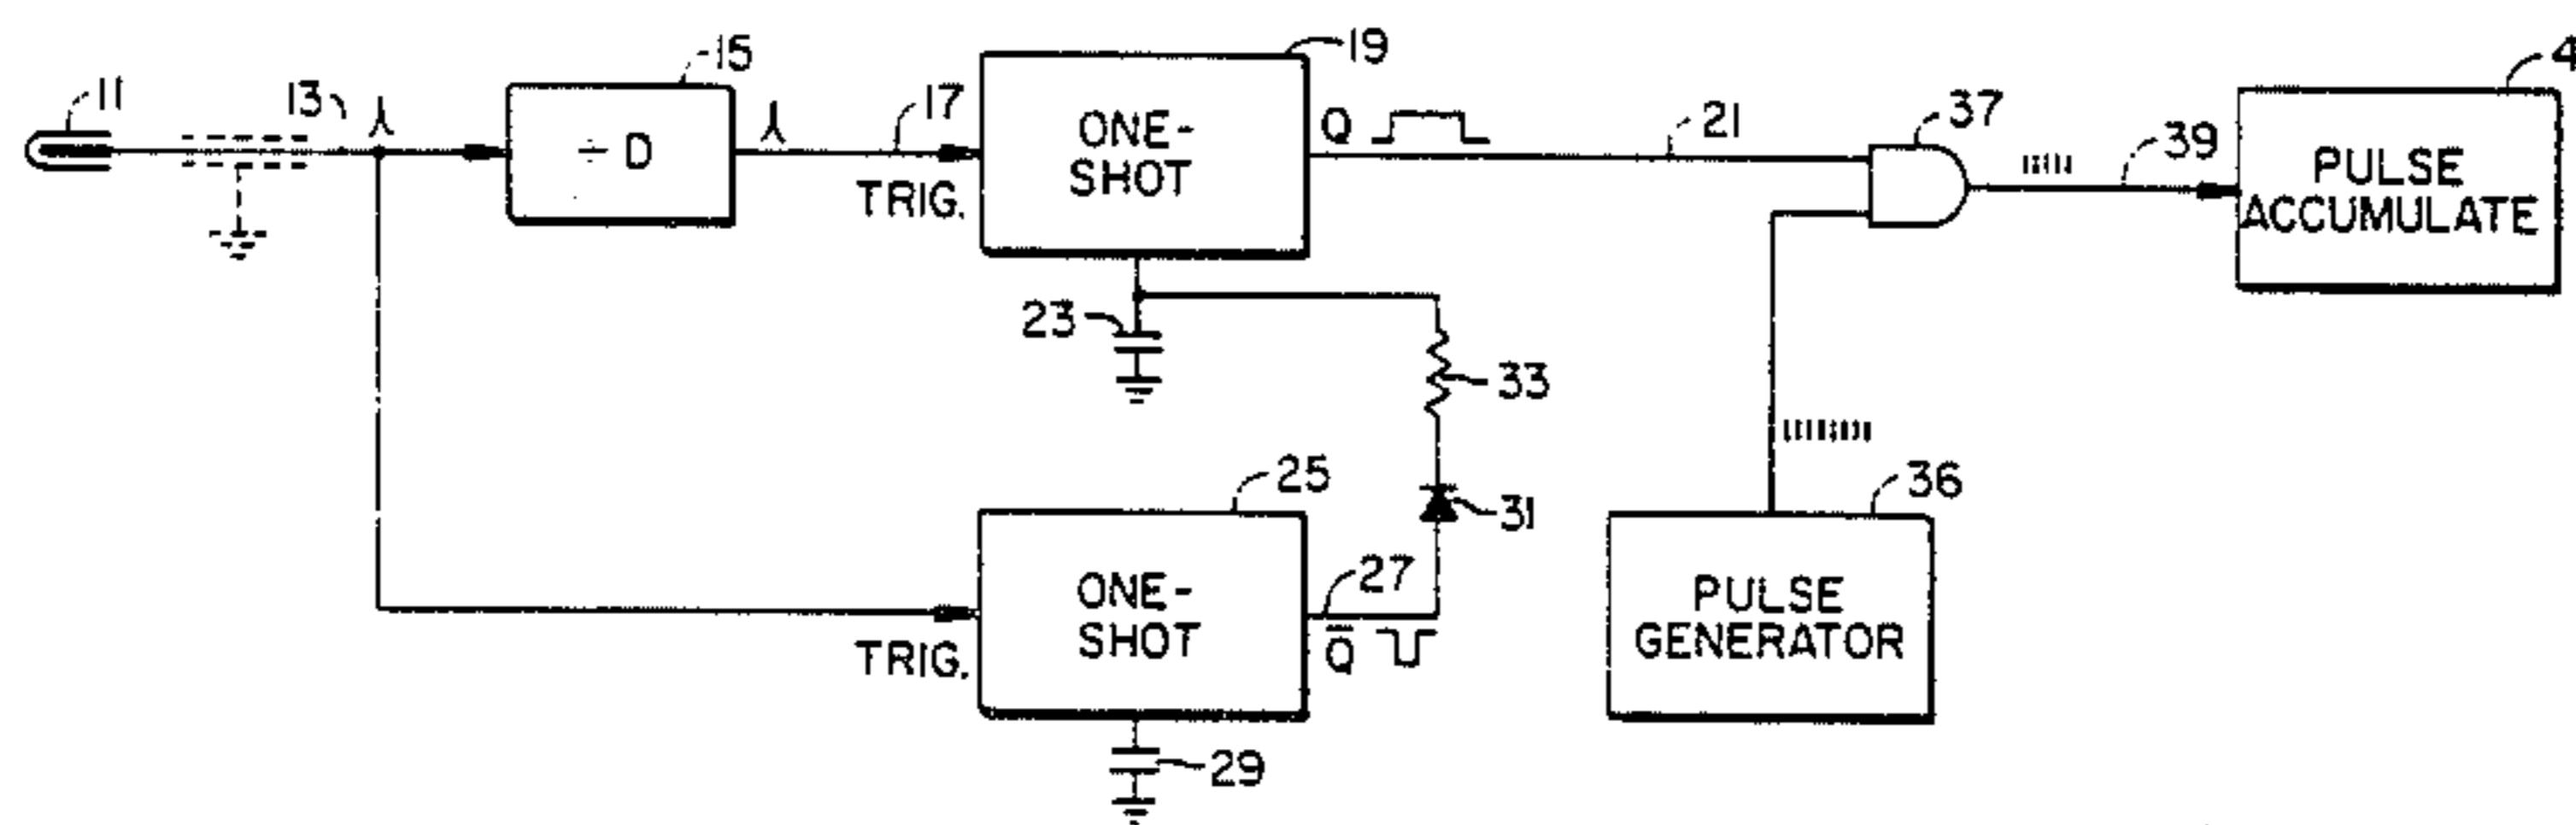 11
13
15
÷ D
17
TRIG.
19
ONE-
SHOT
Q
21
37
39
4
PULSE
ACCUMULATE
23
33
31
25
ONE-
SHOT
TRIG.
27
Q̅
29
36
PULSE
GENERATOR